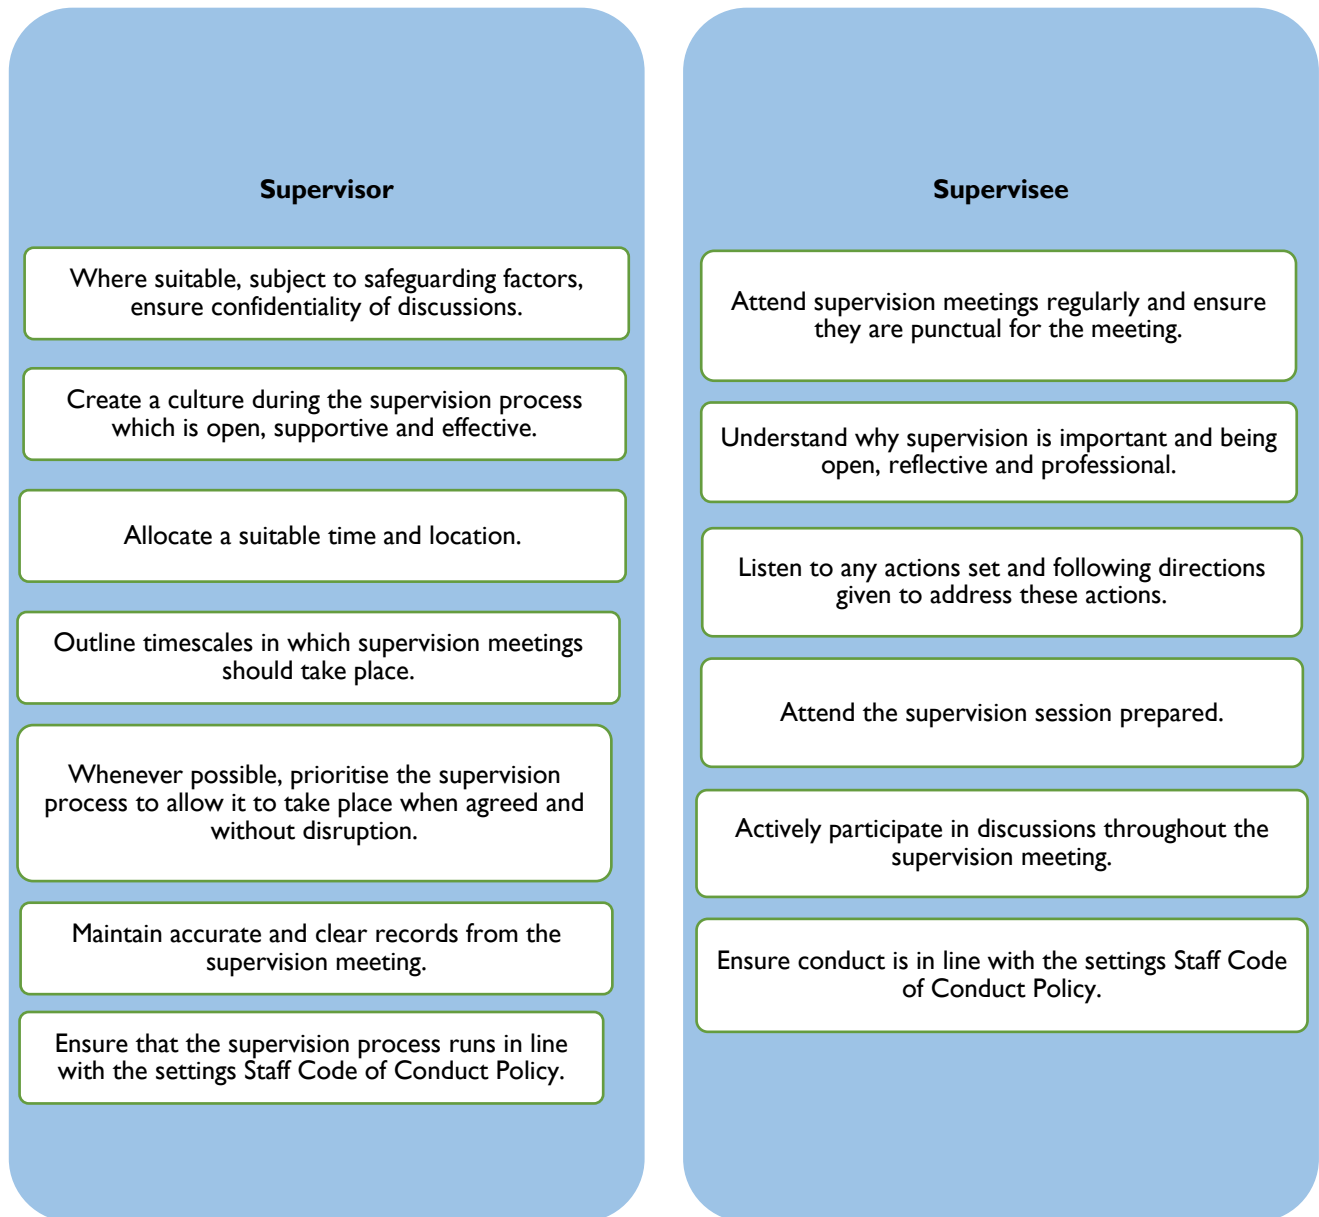 Supervisor
Where suitable, subject to safeguarding factors,
ensure confidentiality of discussions.
Create a culture during the supervision process
which is open, supportive and effective.
Allocate a suitable time and location.
Outline timescales in which supervision meetings
should take place.
Whenever possible, prioritise the supervision
process to allow it to take place when agreed and
without disruption.
Maintain accurate and clear records from the
supervision meeting.
Ensure that the supervision process runs in line
with the settings Staff Code of Conduct Policy.
Supervisee
Attend supervision meetings regularly and ensure
they are punctual for the meeting.
Understand why supervision is important and being
open, reflective and professional.
Listen to any actions set and following directions
given to address these actions.
Attend the supervision session prepared.
Actively participate in discussions throughout the
supervision meeting.
Ensure conduct is in line with the settings Staff Code
of Conduct Policy.